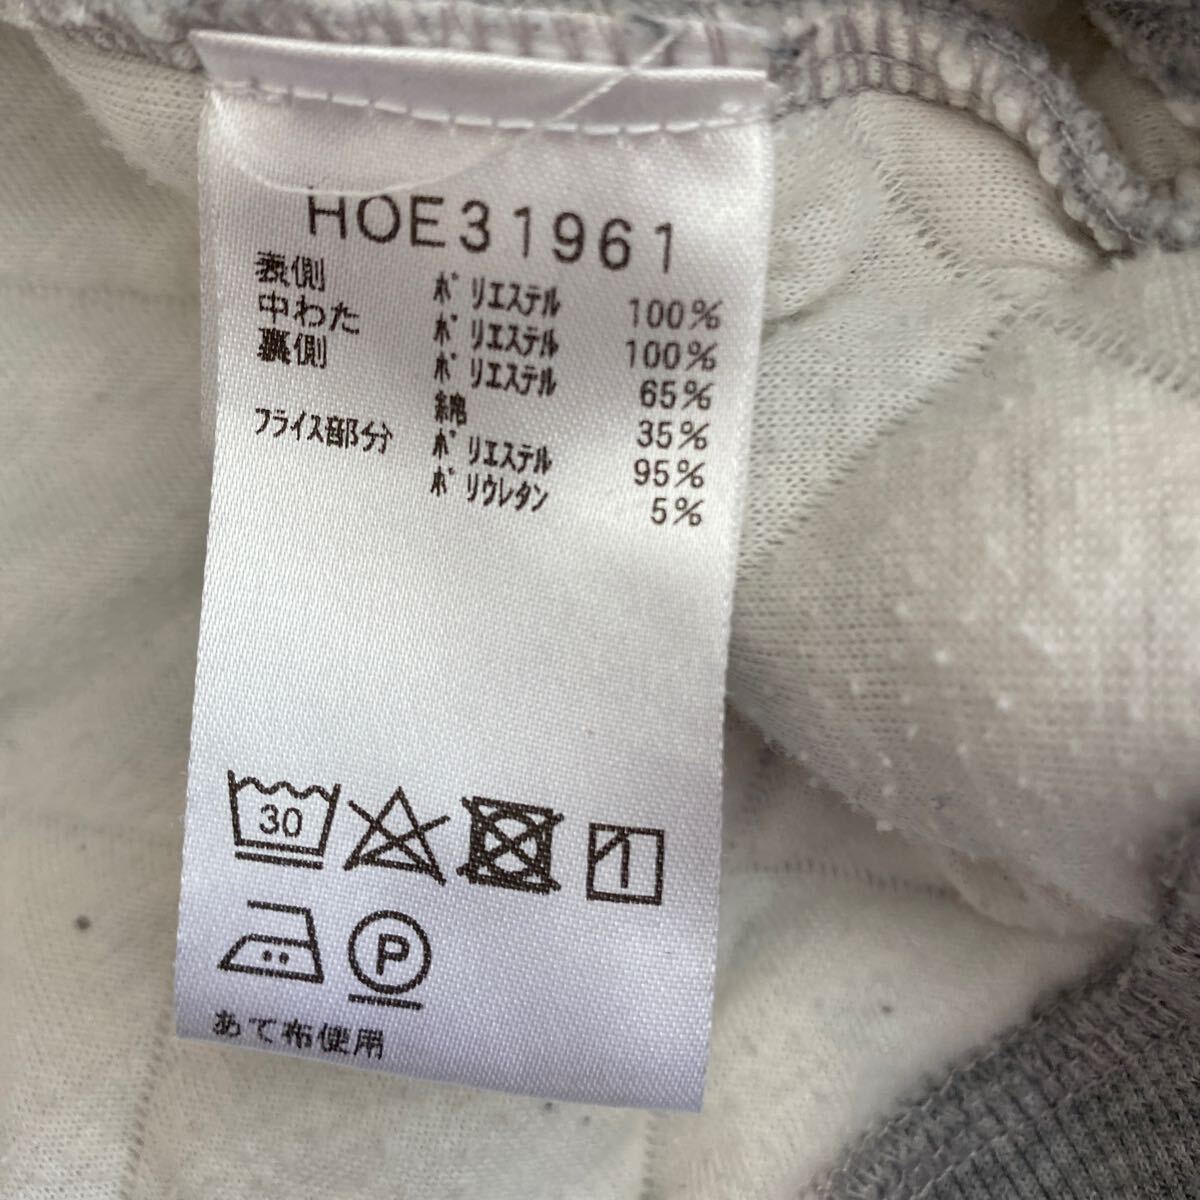 HOE31961
表側 ポリエステル 100%
中わた ポリエステル 100%
裏側 ポリエステル 65%
綿 35%
フライス部分 ポリエステル 95%
ポリウレタン 5%
30
P
あて布使用